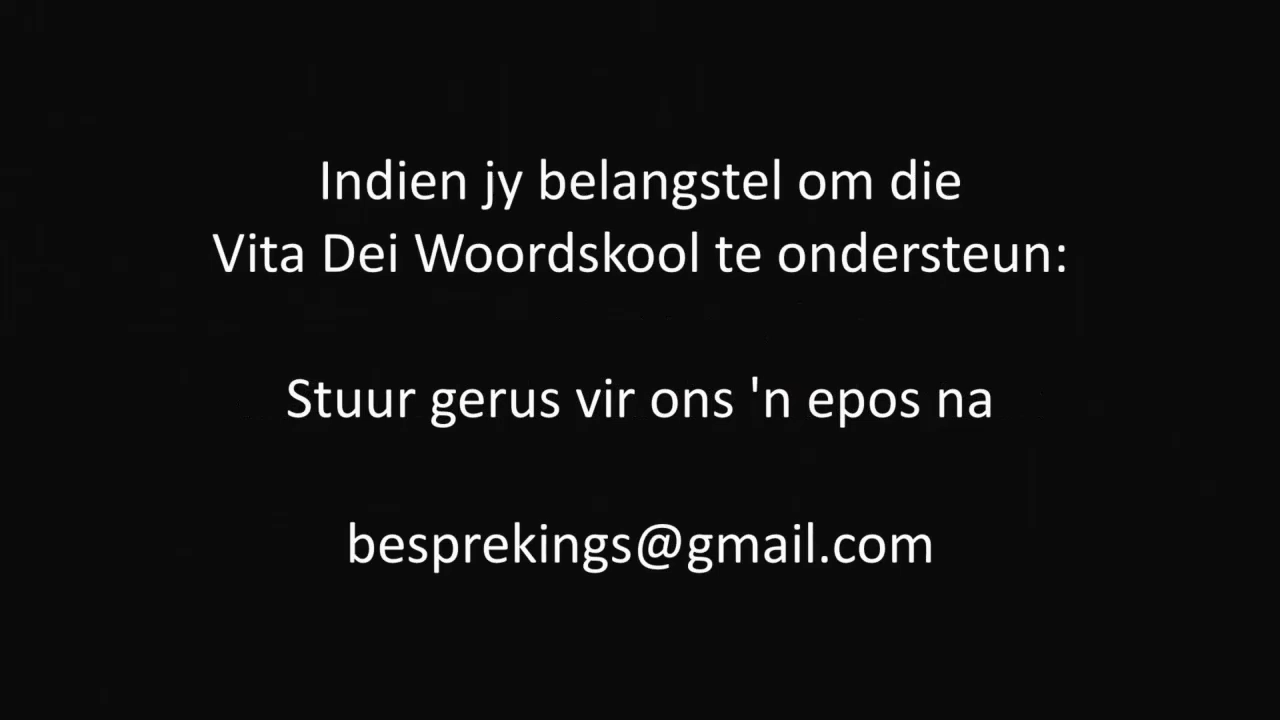 Indien jy belangstel om die
Vita Dei Woordskool te ondersteun:
Stuur gerus vir ons 'n epos na
besprekings@gmail.com